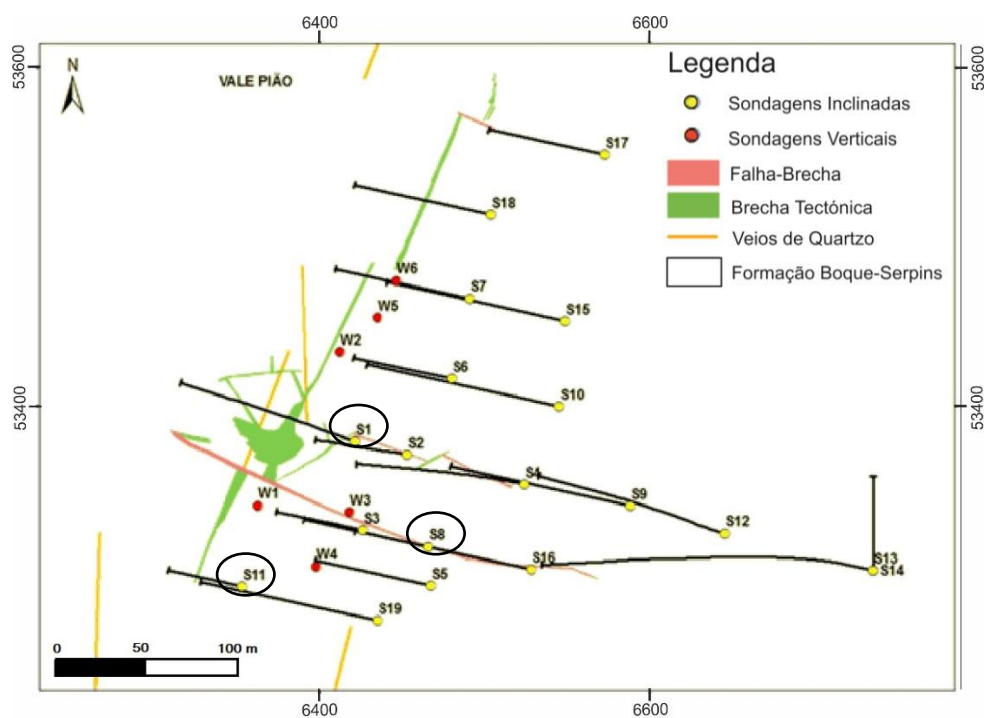 6400
6600
53600
53600
N
VALE PIÃO
Legenda
Sondagens Inclinadas
Sondagens Verticais
Falha-Brecha
Brecha Tectónica
Veios de Quartzo
Formação Boque-Serpins
S17
S18
W6
S7
W5
S15
W2
S6
S10
53400
53400
S1
S2
S4
S9
W1
W3
S3
S8
S12
W4
S16
S13
S14
S11
S5
S19
0
50
100 m
6400
6600